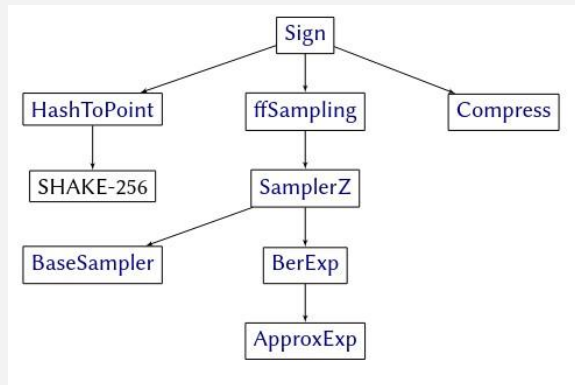 Sign
HashToPoint
ffSampling
Compress
SHAKE-256
SamplerZ
BaseSampler
BerExp
ApproxExp